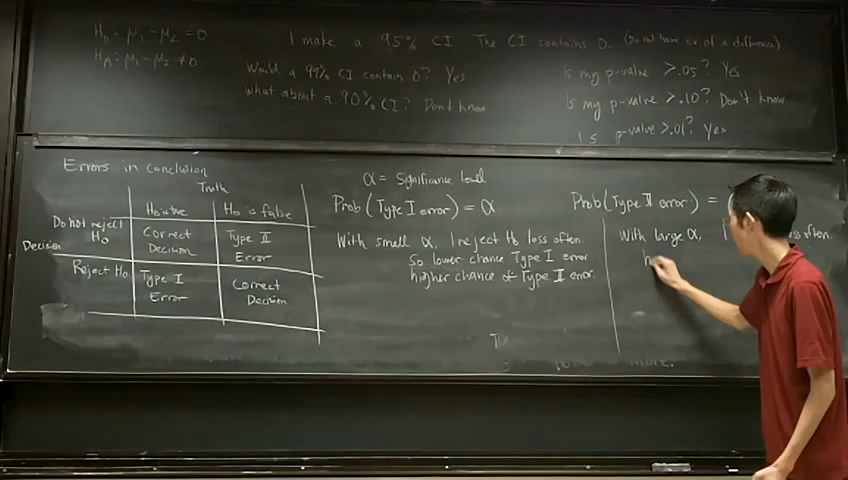 H₀: μ₁ - μ₂ = 0
H_A: μ₁ - μ₂ ≠ 0
I make a 95% CI The CI contains 0. (Do not have ev of a difference)
Would a 99% CI contain 0? Yes
What about a 90% CI? Don't know
Is my p-value > .05? Yes
Is my p-value > .10? Don't know
Is p-value > .01? Yes
Errors in conclusion
Truth
H₀ is true H₀ is false
Decision
Do not reject H₀
Correct Decision
Type II Error
Reject H₀
Type I Error
Correct Decision
α = Significance level
Prob (Type I error) = α
With small α, I reject H₀ less often.
So lower chance Type I error
higher chance of Type II error.
Prob (Type II error) =
With large α, I
less often.
h
more.